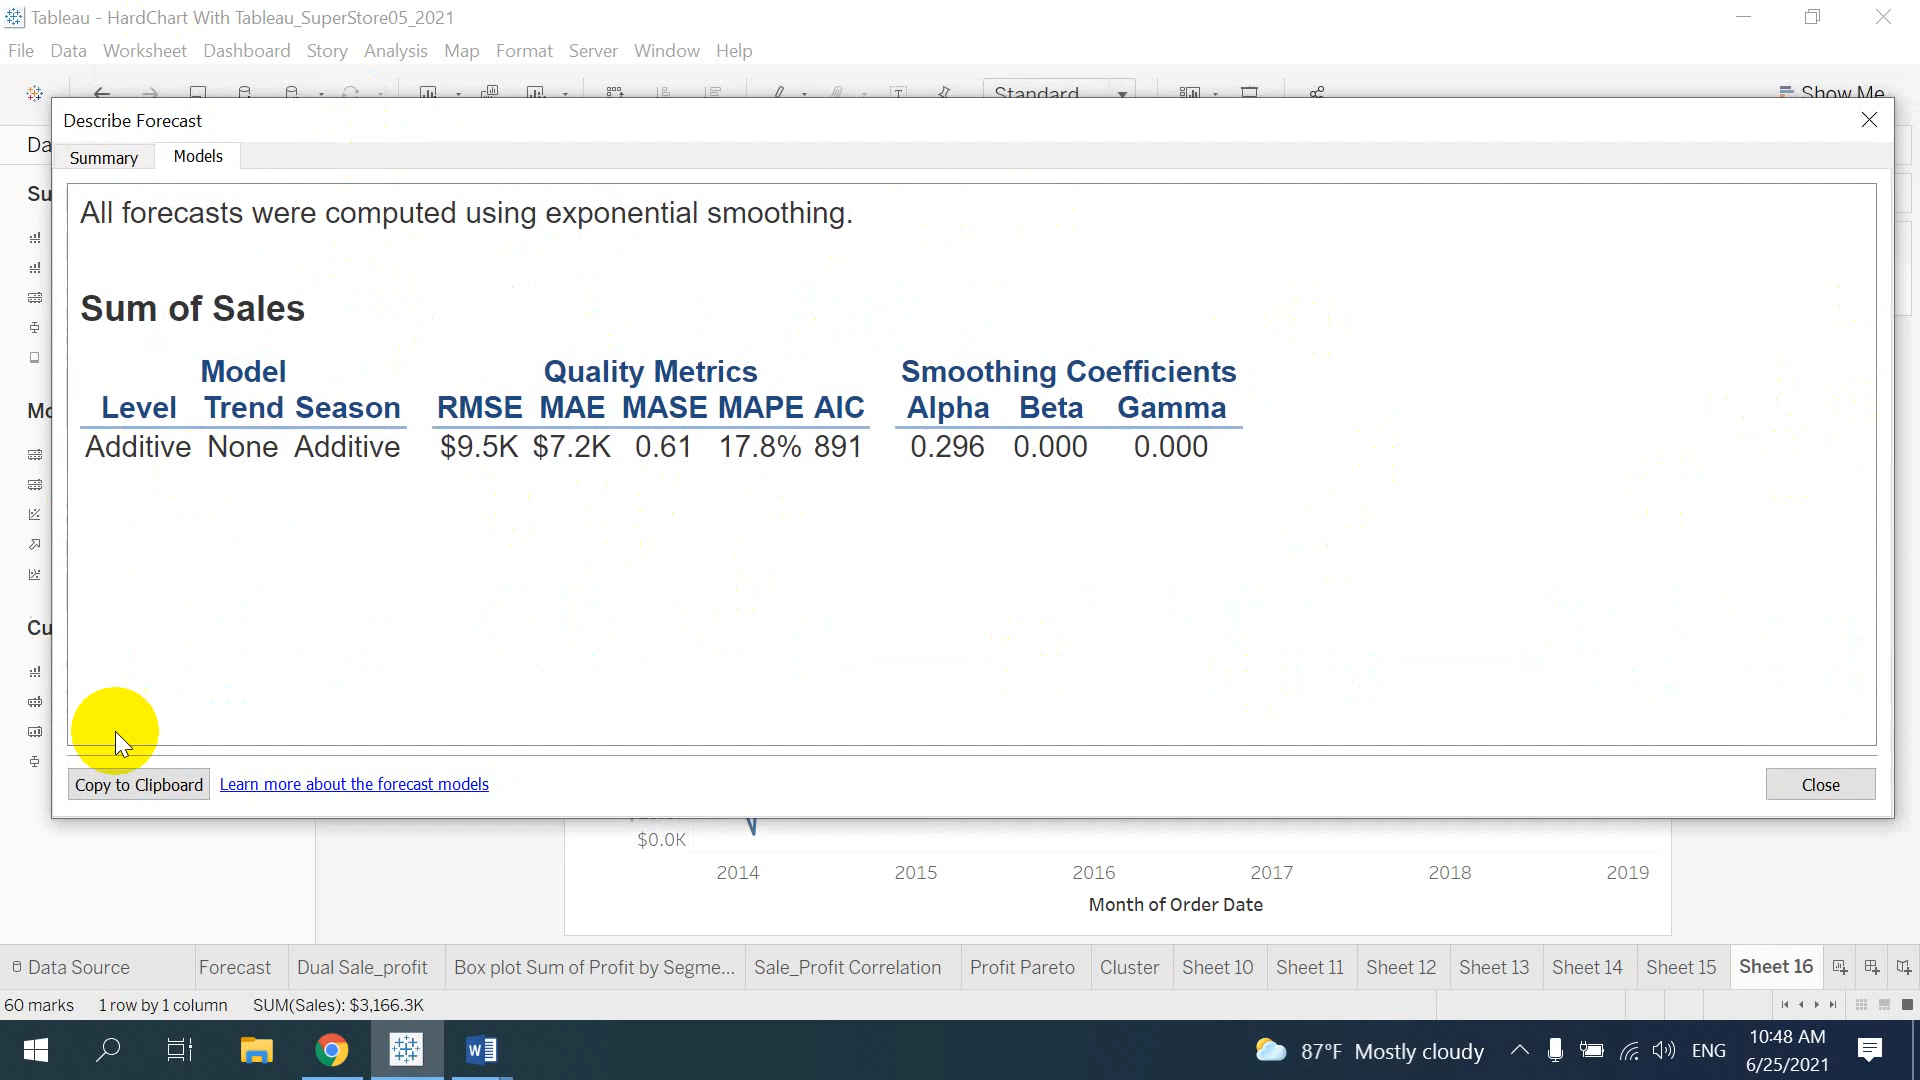 Tableau - HardChart With Tableau_SuperStore05_2021
File Data Worksheet Dashboard Story Analysis Map Format Server Window Help
Standard Show Me
Describe Forecast
Da
Summary Models
Su
All forecasts were computed using exponential smoothing.
Sum of Sales
Model Quality Metrics Smoothing Coefficients
Mo Level Trend Season RMSE MAE MASE MAPE AIC Alpha Beta Gamma
Additive None Additive $9.5K $7.2K 0.61 17.8% 891 0.296 0.000 0.000
Cu
Copy to Clipboard Learn more about the forecast models Close
$0.0K
2014 2015 2016 2017 2018 2019
Month of Order Date
Data Source Forecast Dual Sale_profit Box plot Sum of Profit by Segme... Sale_Profit Correlation Profit Pareto Cluster Sheet 10 Sheet 11 Sheet 12 Sheet 13 Sheet 14 Sheet 15 Sheet 16
60 marks 1 row by 1 column SUM(Sales): $3,166.3K
87°F Mostly cloudy ENG 10:48 AM
6/25/2021